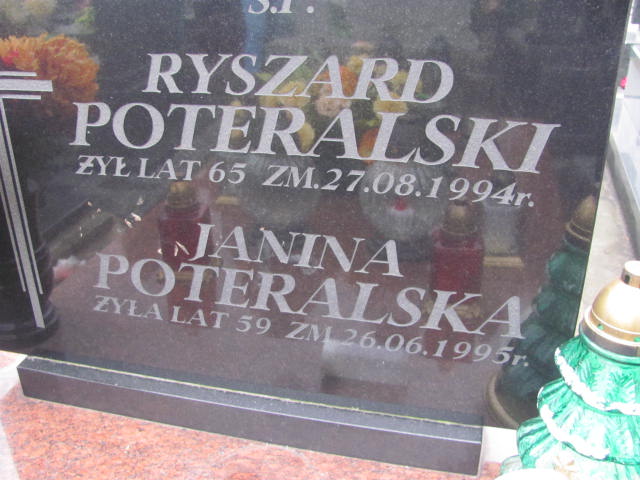 Ś.P.
RYSZARD
POTERALSKI
ŻYŁ LAT 65 ZM.27.08.1994r.
JANINA
POTERALSKA
ŻYŁA LAT 59 ZM.26.06.1995r.